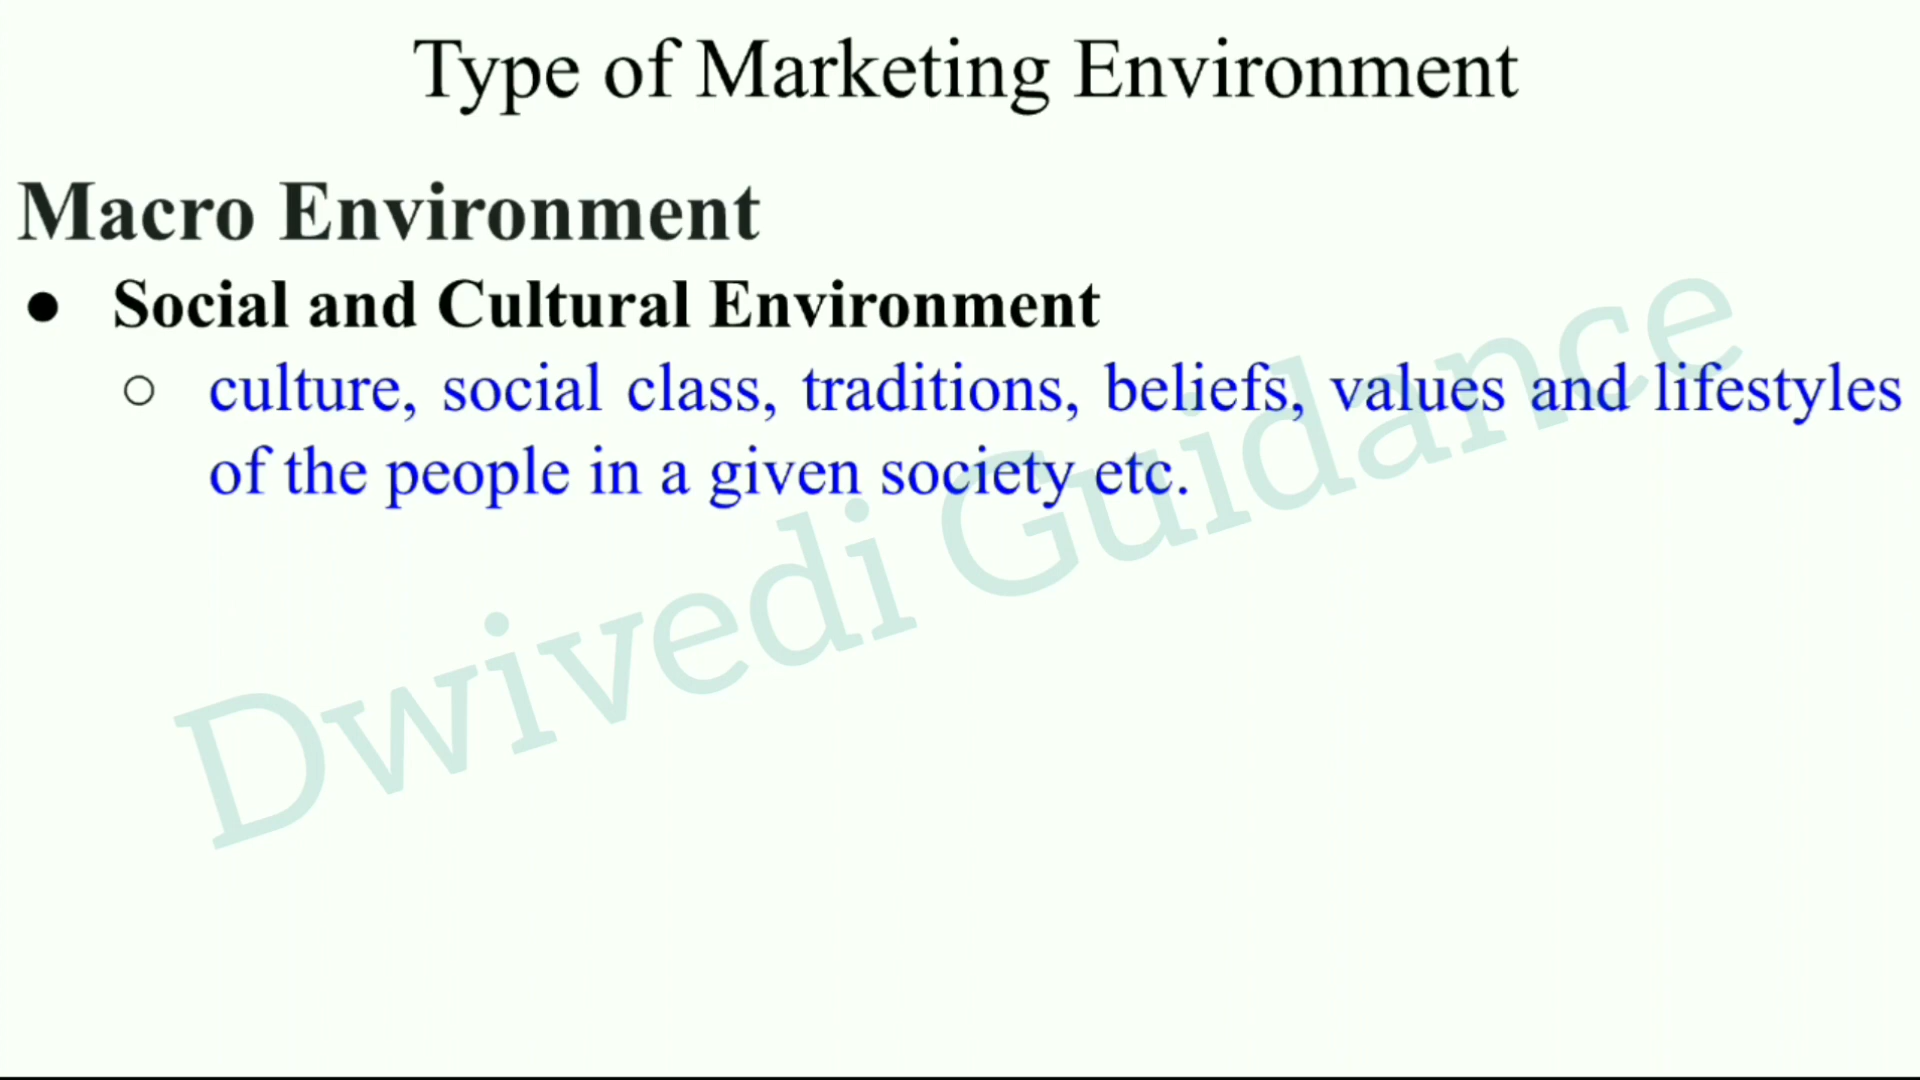 Type of Marketing Environment
Macro Environment
● Social and Cultural Environment
○ culture, social class, traditions, beliefs, values and lifestyles
of the people in a given society etc.
Dwivedi Guidance